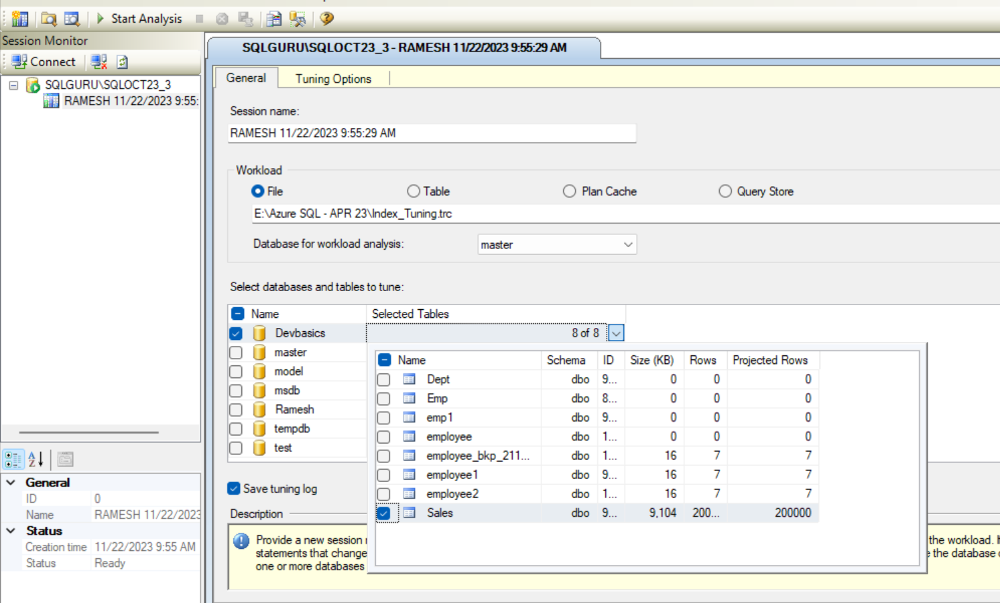 Start Analysis
Session Monitor
Connect
SQLGURU\SQLOCT23_3
RAMESH 11/22/2023 9:55:
SQLGURU\SQLOCT23_3 - RAMESH 11/22/2023 9:55:29 AM
General Tuning Options
Session name:
RAMESH 11/22/2023 9:55:29 AM
Workload
File Table Plan Cache Query Store
E:\Azure SQL - APR 23\Index_Tuning.trc
Database for workload analysis: master
Select databases and tables to tune:
Name Selected Tables
Devbasics 8 of 8
master
model
msdb
Ramesh
tempdb
test
Name Schema ID Size (KB) Rows Projected Rows
Dept dbo 9... 0 0 0
Emp dbo 8... 0 0 0
emp1 dbo 9... 0 0 0
employee dbo 1... 0 0 0
employee_bkp_211... dbo 1... 16 7 7
employee1 dbo 9... 16 7 7
employee2 dbo 1... 16 7 7
Sales dbo 9... 9,104 200... 200000
Save tuning log
Description
Provide a new session the workload.
statements that change the database
one or more databases
General
ID 0
Name RAMESH 11/22/2023
Status
Creation time 11/22/2023 9:55 AM
Status Ready